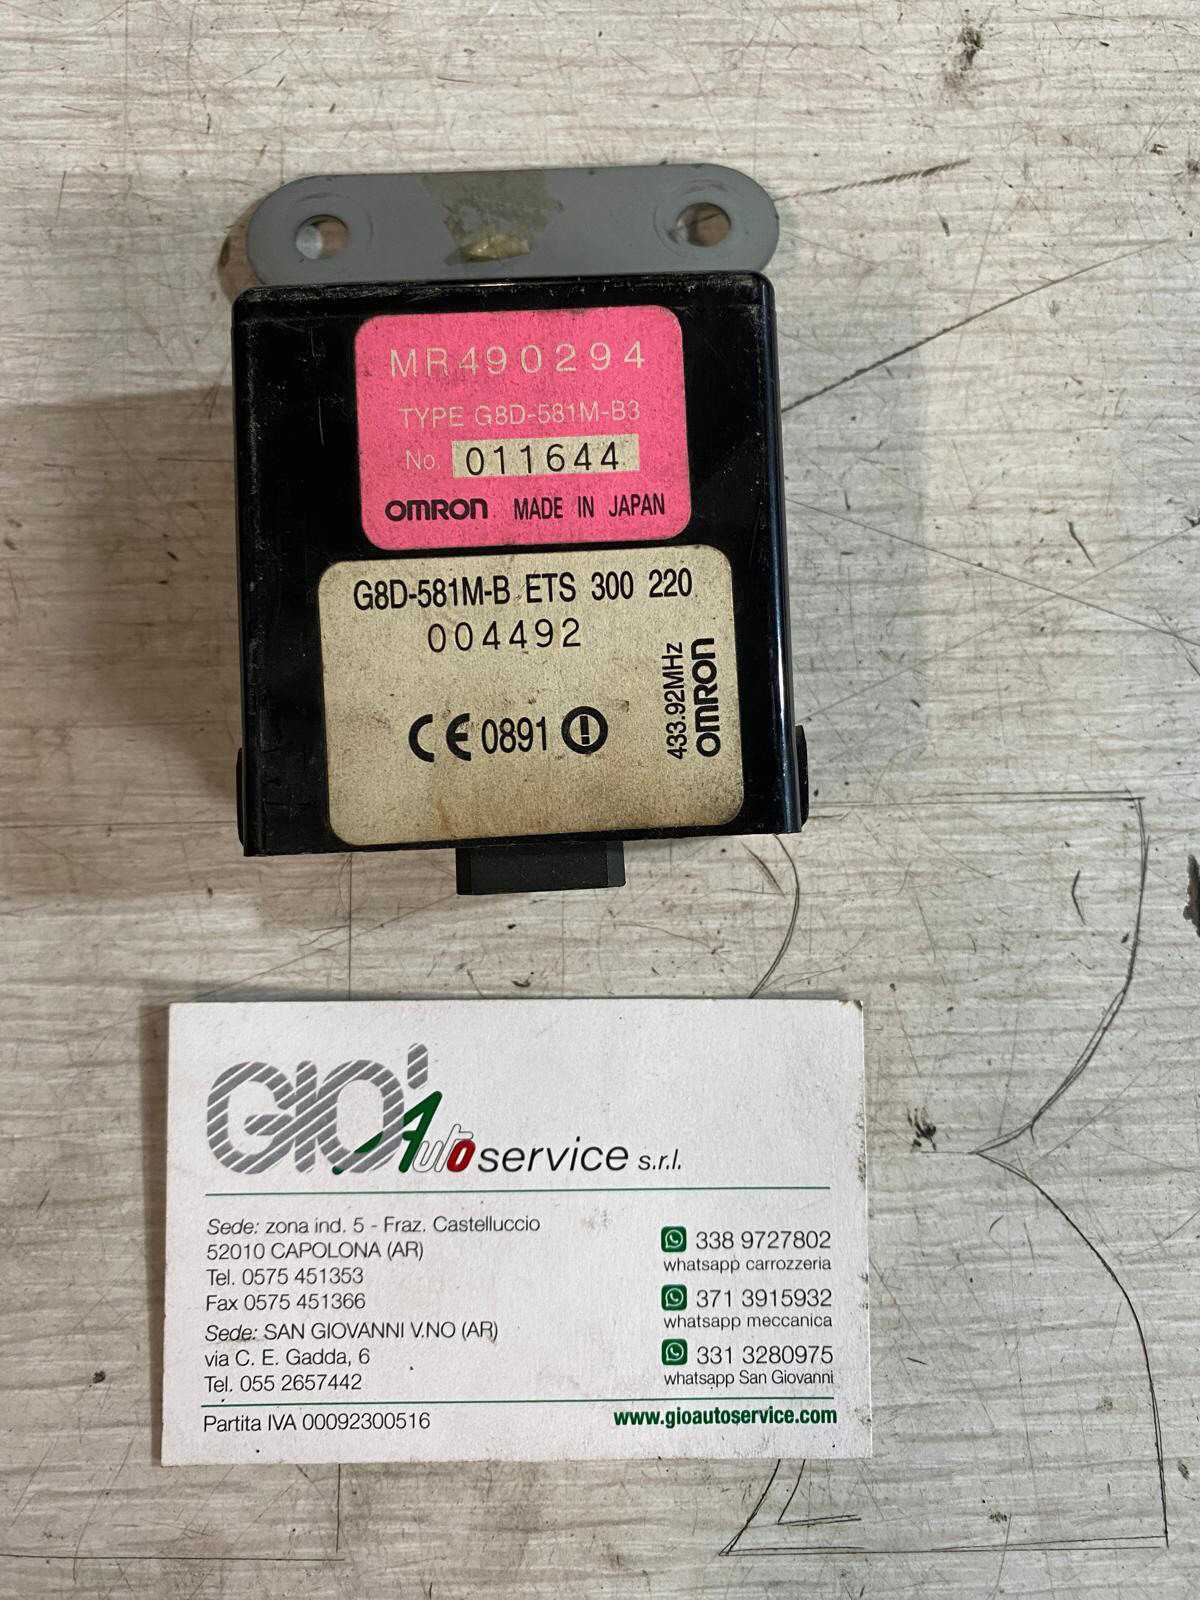 MR490294
TYPE G8D-581M-B3
No. 011644
OMRON MADE IN JAPAN
G8D-581M-B ETS 300 220
004492
CE 0891
433.92MHz
OMRON
GIO' Autoservice s.r.l.
Sede: zona ind. 5 - Fraz. Castelluccio
52010 CAPOLONA (AR)
Tel. 0575 451353
Fax 0575 451366
Sede: SAN GIOVANNI V.NO (AR)
via C. E. Gadda, 6
Tel. 055 2657442
338 9727802
whatsapp carrozzeria
371 3915932
whatsapp meccanica
331 3280975
whatsapp San Giovanni
Partita IVA 00092300516
www.gioautoservice.com